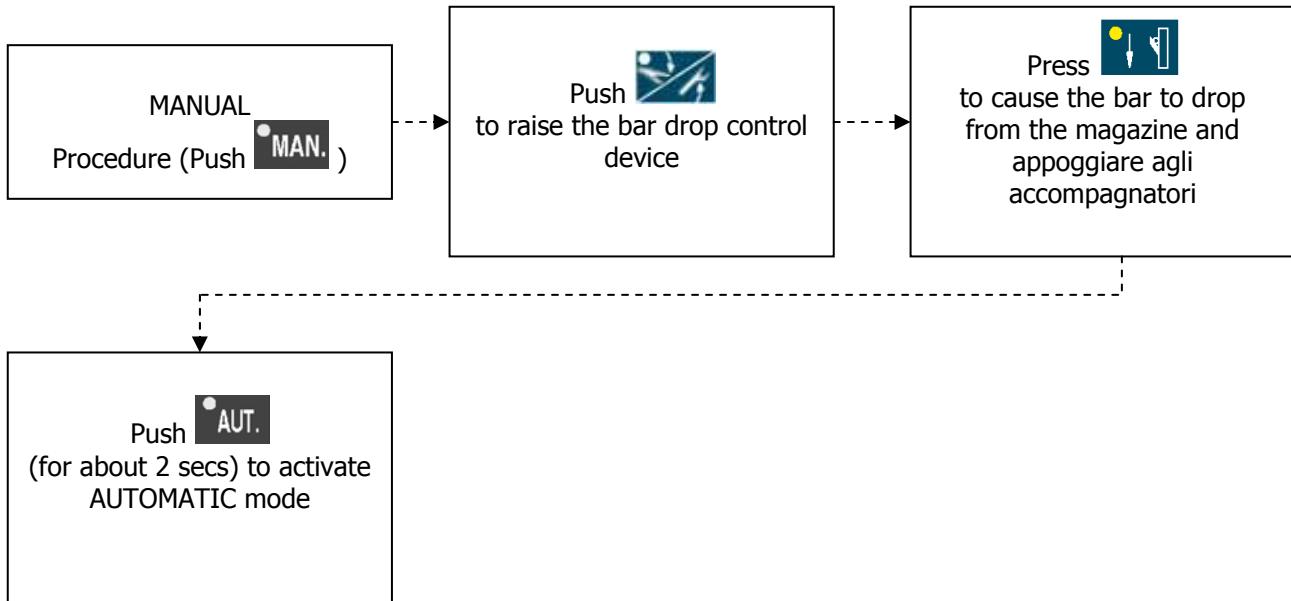 MANUAL
Procedure (Push MAN. )
Push
to raise the bar drop control
device
Press
to cause the bar to drop
from the magazine and
appoggiare agli
accompagnatori
Push AUT.
(for about 2 secs) to activate
AUTOMATIC mode